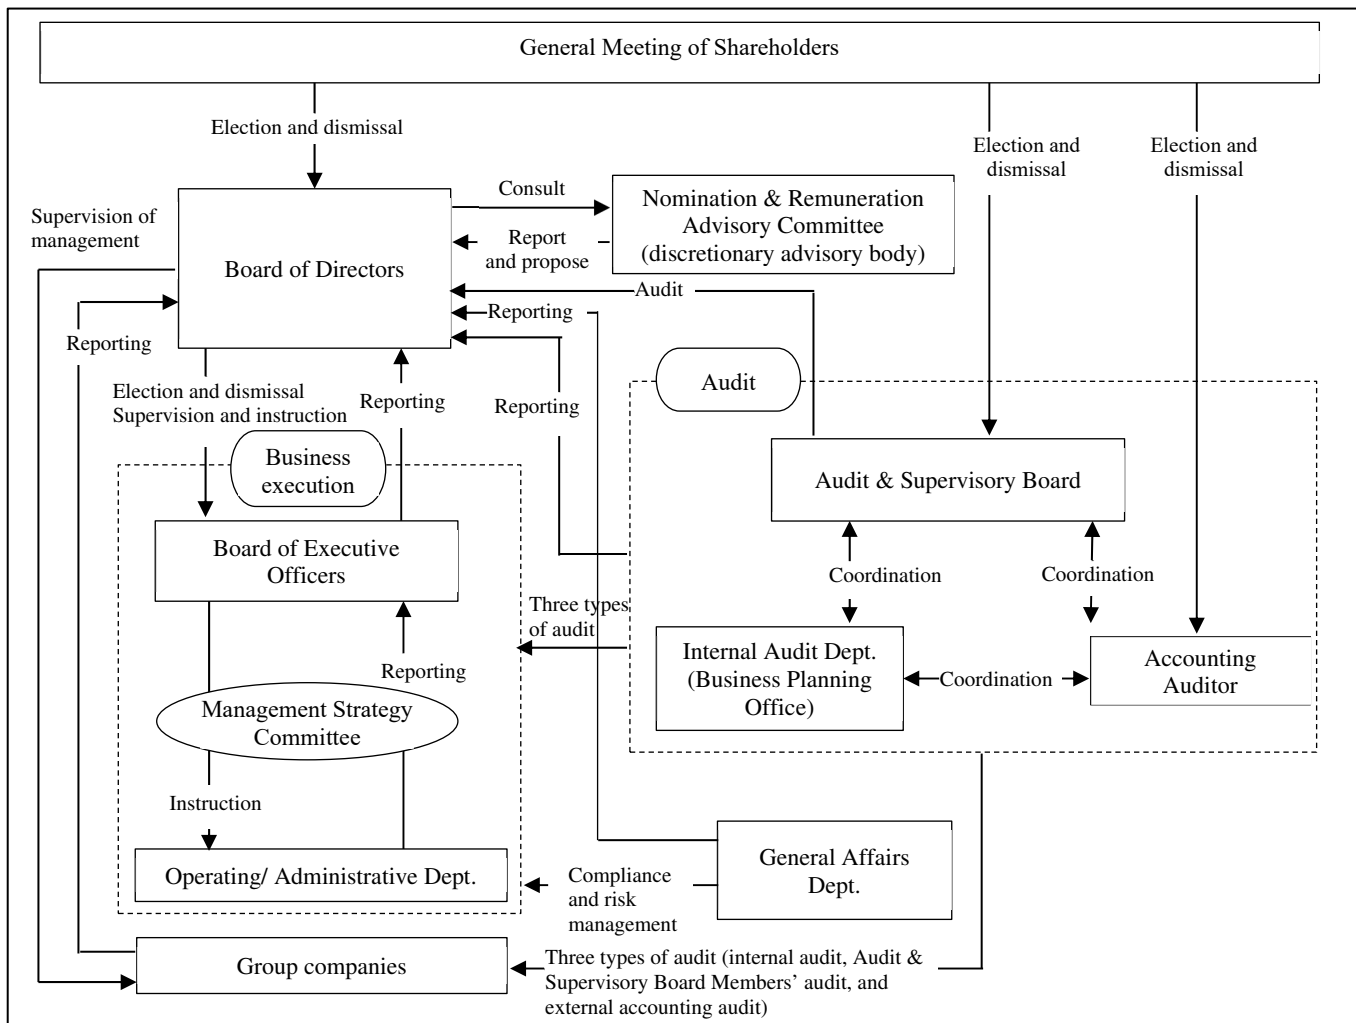 General Meeting of Shareholders
Election and dismissal
Election and
dismissal
Election and
dismissal
Supervision of
management
Board of Directors
Consult
Nomination & Remuneration
Advisory Committee
(discretionary advisory body)
Report
and propose
Audit
Reporting
Reporting
Reporting
Reporting
Election and dismissal
Supervision and instruction
Audit
Business
execution
Audit & Supervisory Board
Board of Executive
Officers
Coordination
Coordination
Three types
of audit
Internal Audit Dept.
(Business Planning
Office)
Coordination
Accounting
Auditor
Reporting
Management Strategy
Committee
Instruction
Operating/ Administrative Dept.
Compliance
and risk
management
General Affairs
Dept.
Group companies
Three types of audit (internal audit, Audit &
Supervisory Board Members’ audit, and
external accounting audit)